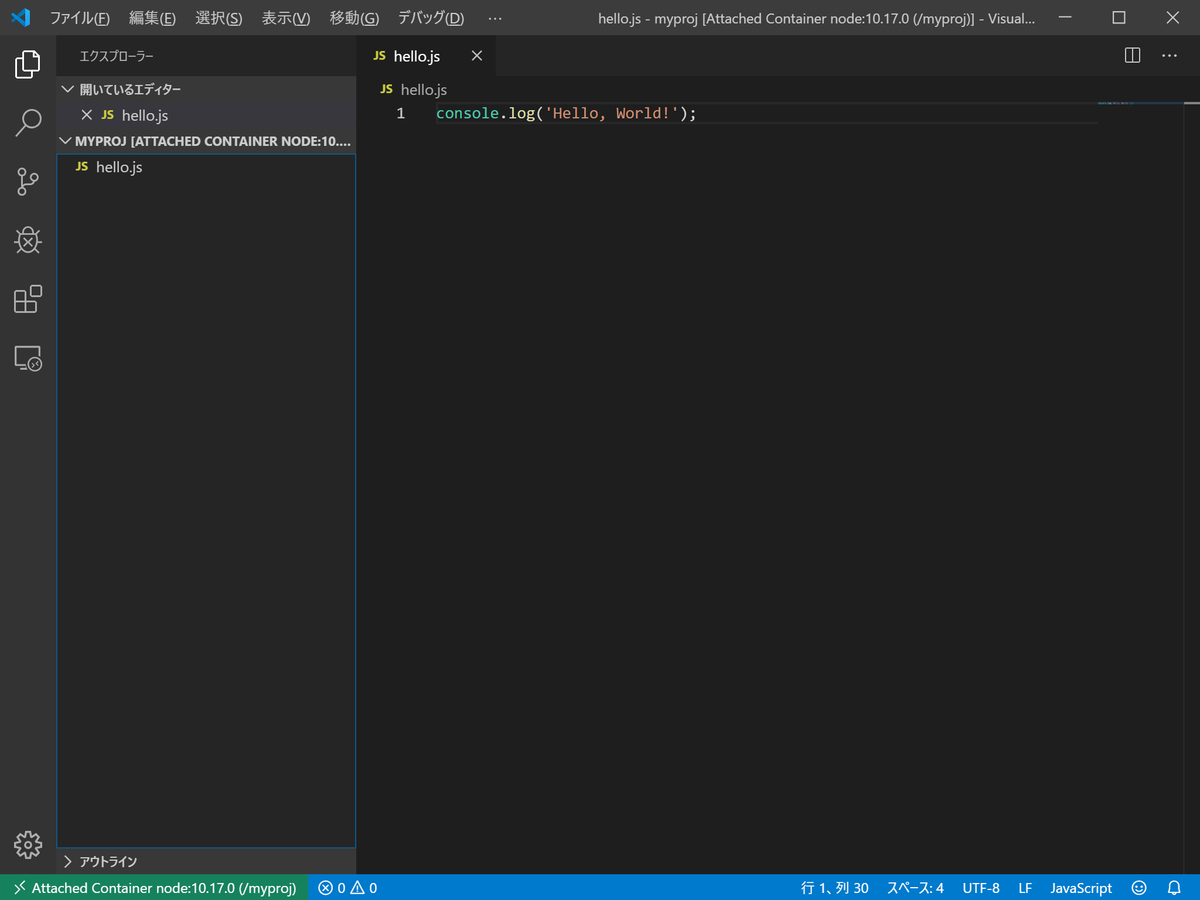 ファイル(F) 編集(E) 選択(S) 表示(V) 移動(G) デバッグ(D) ... hello.js - myproj [Attached Container node:10.17.0 (/myproj)] - Visual...
エクスプローラー
JS hello.js
開いているエディター
JS hello.js
JS hello.js
MYPROJ [ATTACHED CONTAINER NODE:10....
JS hello.js
1 console.log('Hello, World!');
アウトライン
Attached Container node:10.17.0 (/myproj) 0 0 行 1、列 30 スペース: 4 UTF-8 LF JavaScript